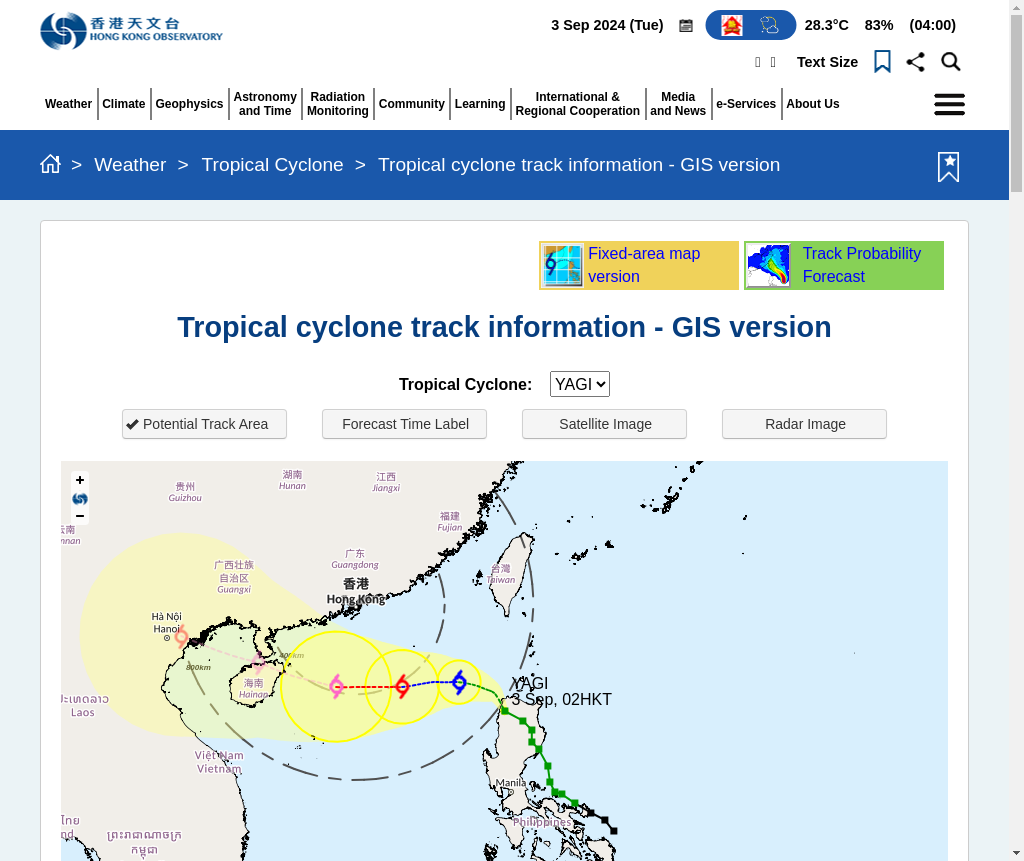 香港天文台
HONG KONG OBSERVATORY
3 Sep 2024 (Tue)
28.3°C 83% (04:00)
Text Size
Weather
Climate
Geophysics
Astronomy
and Time
Radiation
Monitoring
Community
Learning
International &
Regional Cooperation
Media
and News
e-Services
About Us
> Weather > Tropical Cyclone > Tropical cyclone track information - GIS version
Fixed-area map
version
Track Probability
Forecast
Tropical cyclone track information - GIS version
Tropical Cyclone: YAGI
Potential Track Area
Forecast Time Label
Satellite Image
Radar Image
+
−
贵州
Guizhou
湖南
Hunan
江西
Jiangxi
云南
nnan
福建
Fujian
广西壮族
自治区
Guangxi
广东
Guangdong
台灣
Taiwan
香港
Hong Kong
Hà Nội
Hanoi
400km
800km
海南
Hainan
YAGI
3 Sep, 02HKT
ປະເທດລາວ
Laos
Việt Nam
Vietnam
Manila
Philippines
ព្រះរាជាណាចក្រ
កម្ពុជា